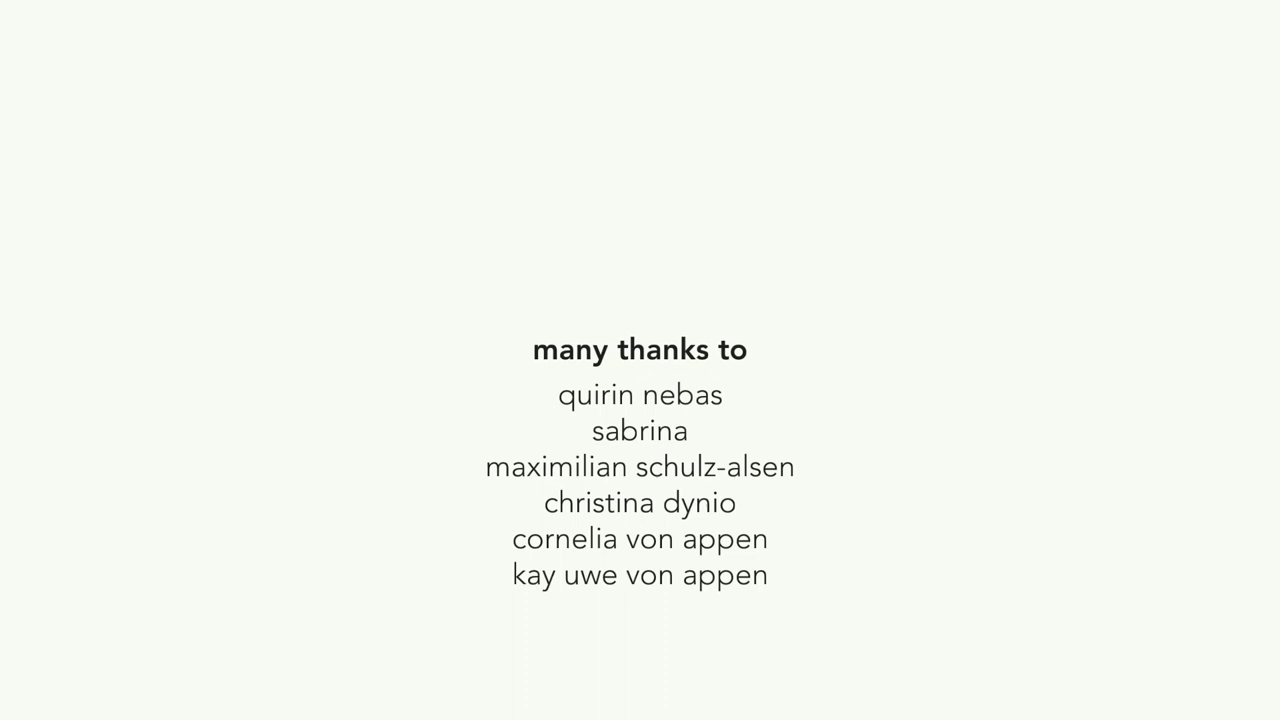 many thanks to
quirin nebas
sabrina
maximilian schulz-alsen
christina dynio
cornelia von appen
kay uwe von appen